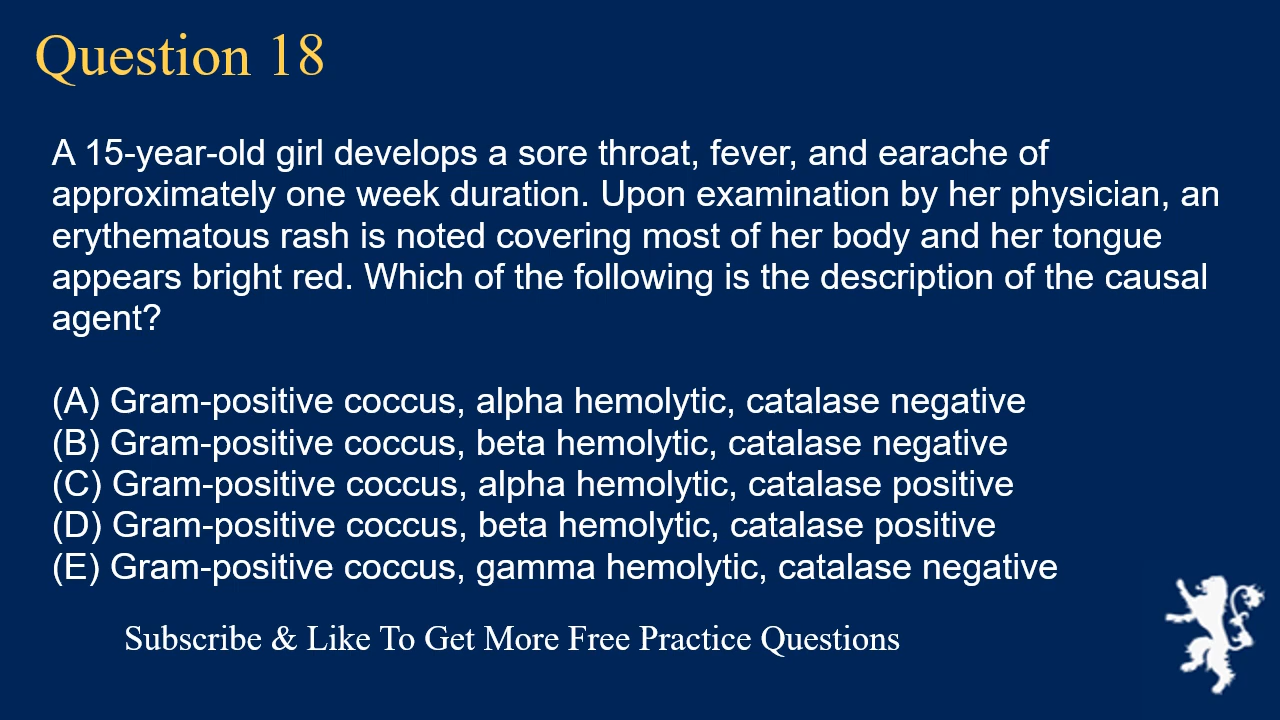 Question 18
A 15-year-old girl develops a sore throat, fever, and earache of
approximately one week duration. Upon examination by her physician, an
erythematous rash is noted covering most of her body and her tongue
appears bright red. Which of the following is the description of the causal
agent?
(A) Gram-positive coccus, alpha hemolytic, catalase negative
(B) Gram-positive coccus, beta hemolytic, catalase negative
(C) Gram-positive coccus, alpha hemolytic, catalase positive
(D) Gram-positive coccus, beta hemolytic, catalase positive
(E) Gram-positive coccus, gamma hemolytic, catalase negative
Subscribe & Like To Get More Free Practice Questions